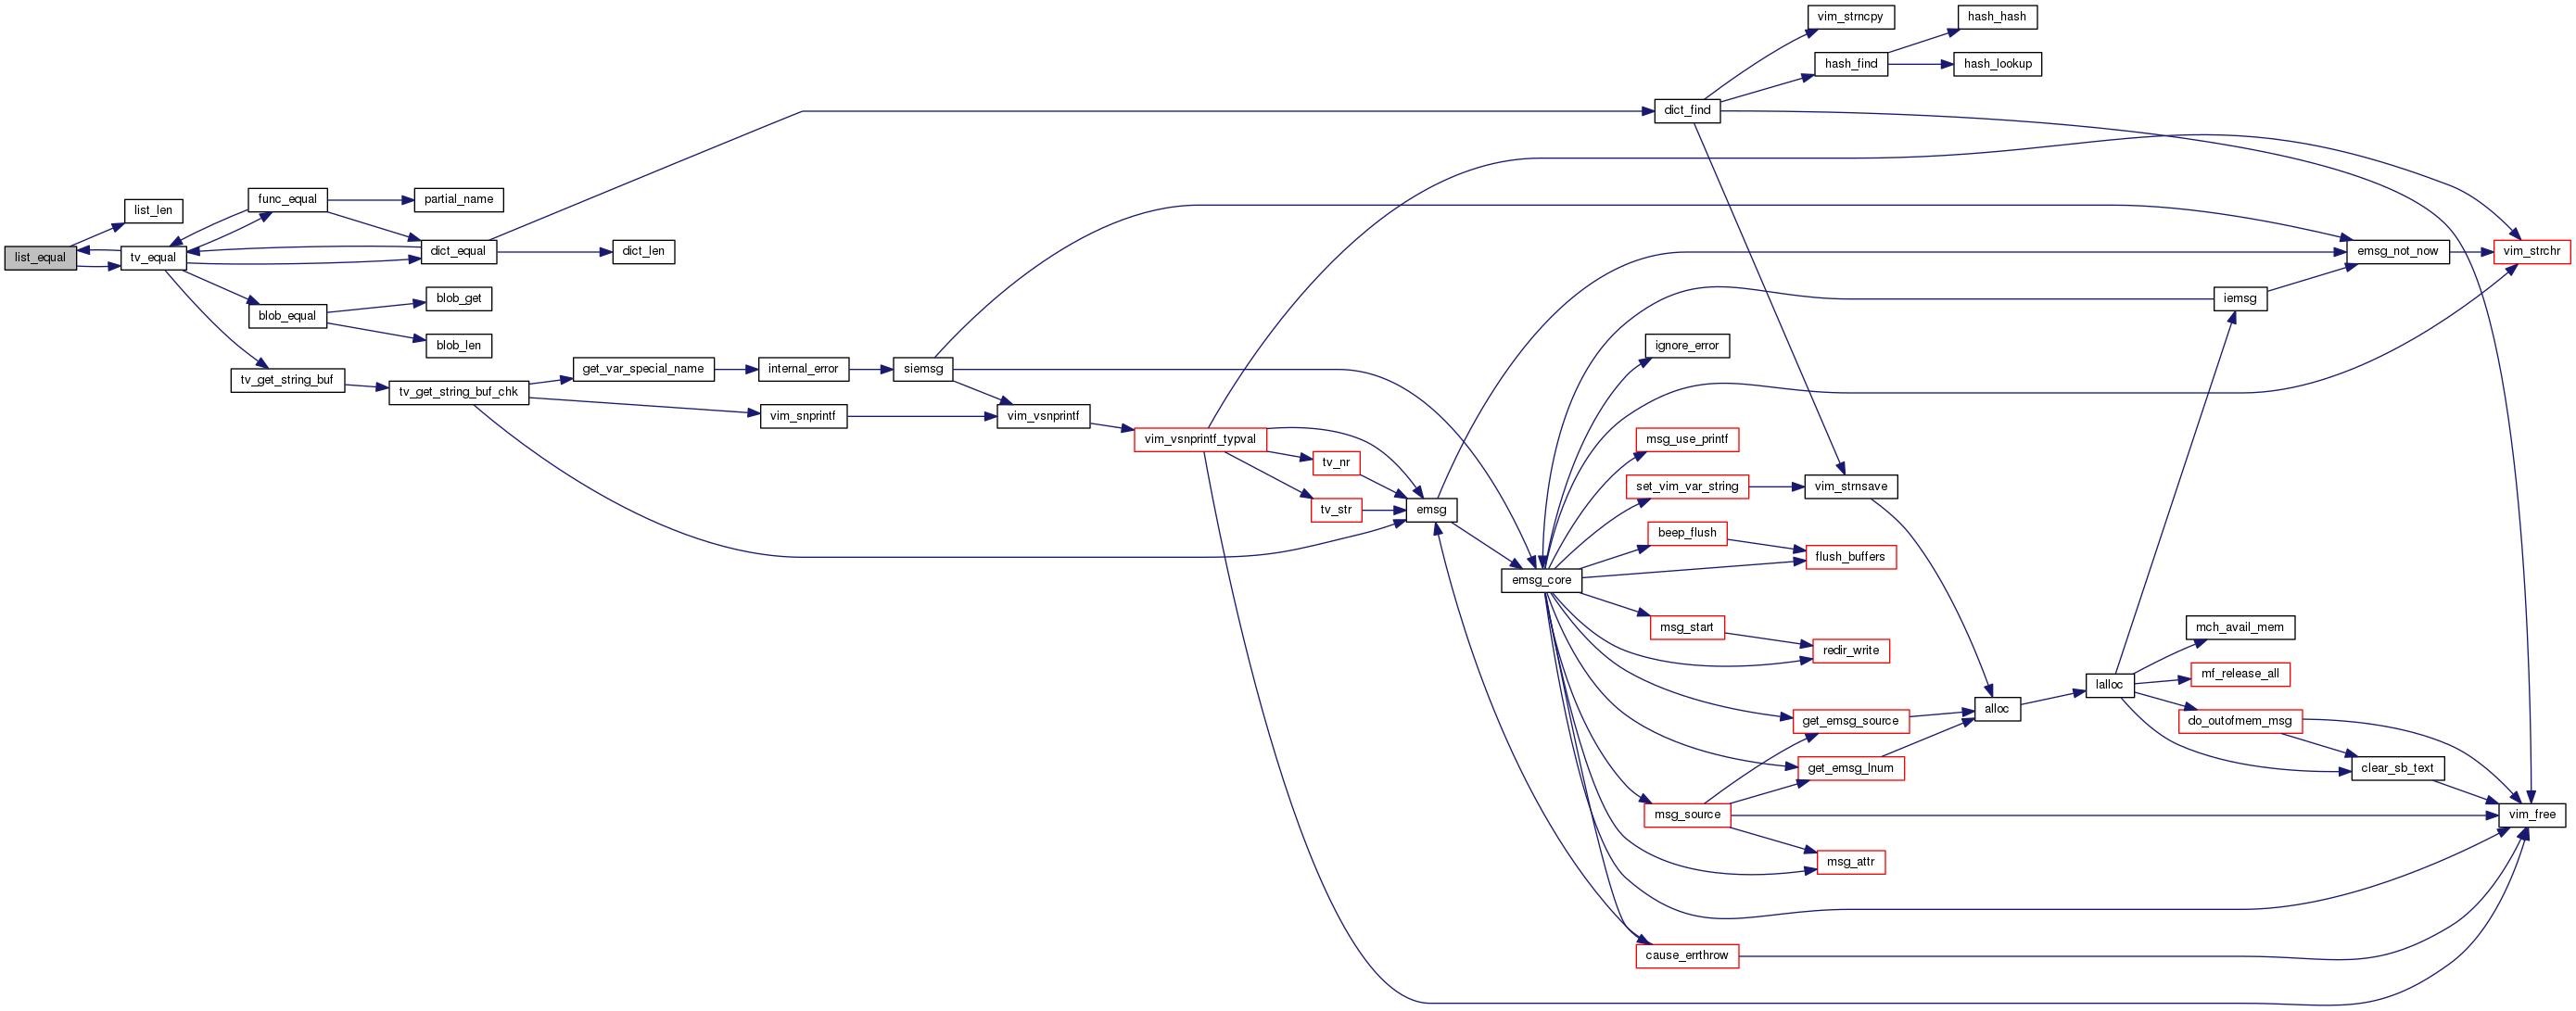 vim_strncpy
hash_hash
hash_find
hash_lookup
dict_find
func_equal
partial_name
list_len
list_equal
tv_equal
dict_equal
dict_len
emsg_not_now
vim_strchr
blob_get
blob_equal
blob_len
iemsg
ignore_error
tv_get_string_buf
tv_get_string_buf_chk
get_var_special_name
internal_error
siemsg
vim_snprintf
vim_vsnprintf
vim_vsnprintf_typval
tv_nr
tv_str
emsg
msg_use_printf
set_vim_var_string
vim_strnsave
beep_flush
flush_buffers
emsg_core
msg_start
redir_write
mch_avail_mem
mf_release_all
lalloc
alloc
get_emsg_source
do_outofmem_msg
get_emsg_lnum
clear_sb_text
msg_source
vim_free
msg_attr
cause_errthrow